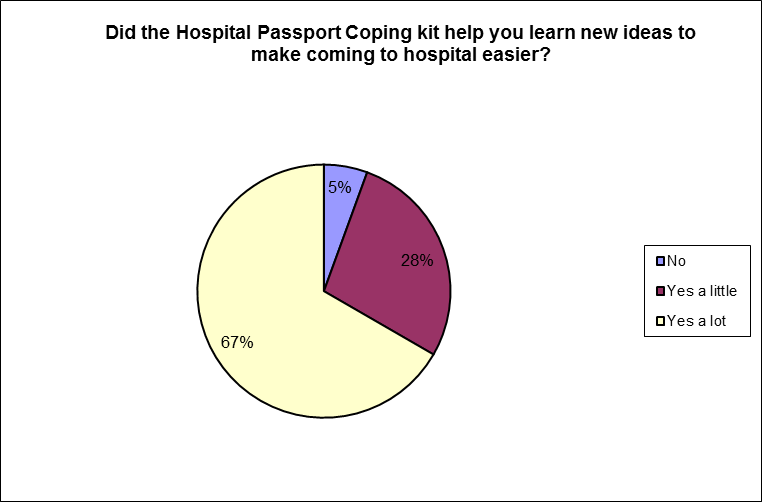 Did the Hospital Passport Coping kit help you learn new ideas to
make coming to hospital easier?
5%
28%
67%
No
Yes a little
Yes a lot